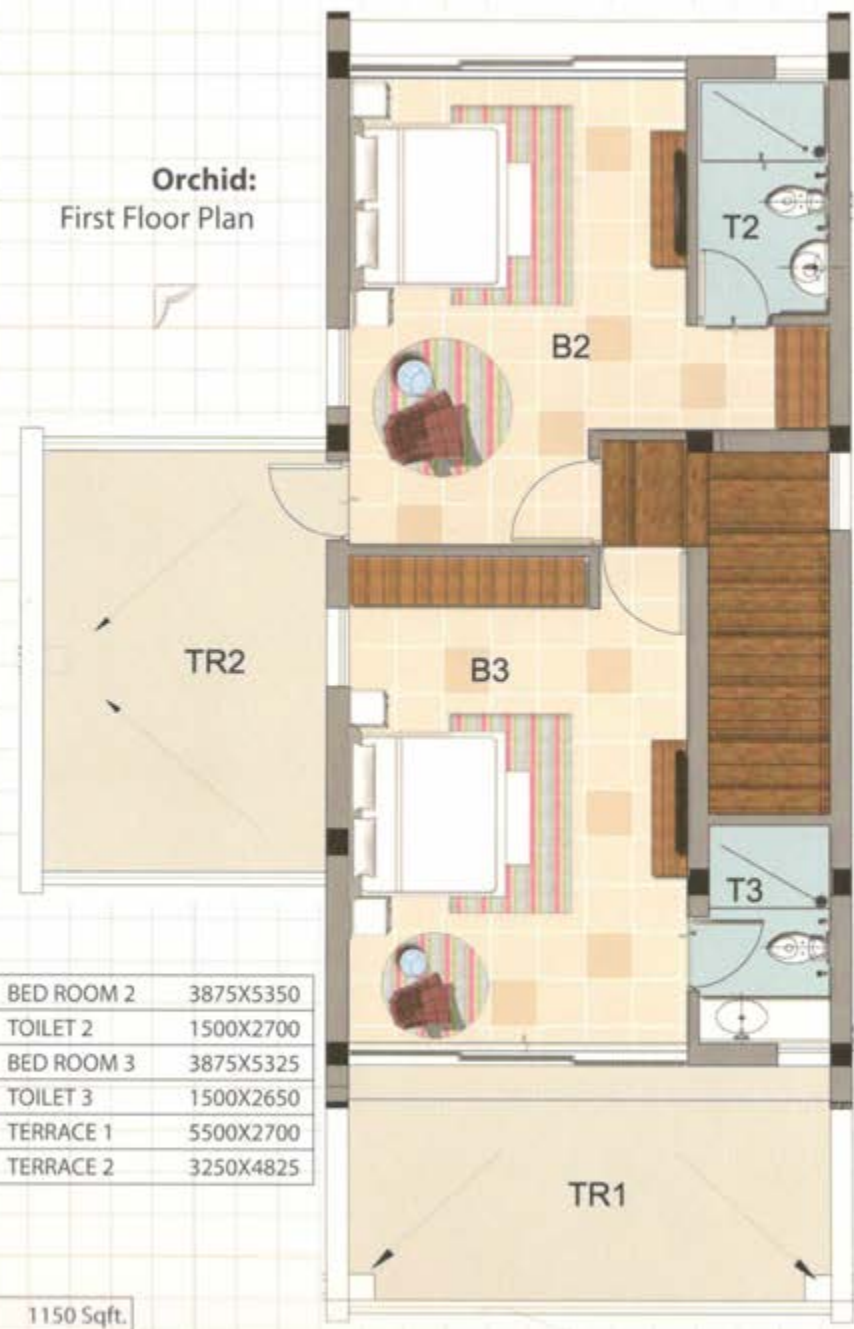 Orchid:
First Floor Plan
T2
B2
TR2
B3
T3
BED ROOM 2 3875X5350
TOILET 2 1500X2700
BED ROOM 3 3875X5325
TOILET 3 1500X2650
TERRACE 1 5500X2700
TERRACE 2 3250X4825
TR1
1150 Sqft.